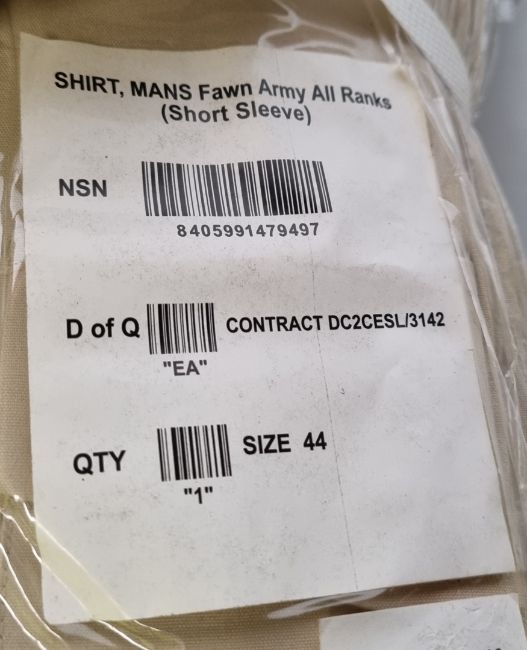 SHIRT, MANS Fawn Army All Ranks
(Short Sleeve)
NSN
8405991479497
D of Q
CONTRACT DC2CESL/3142
"EA"
QTY
SIZE 44
"1"